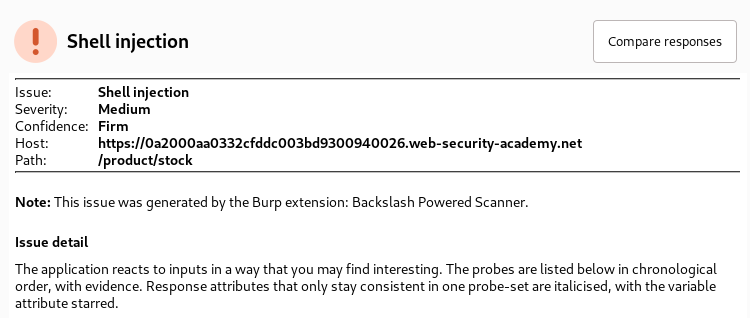 Shell injection
Compare responses
Issue: Shell injection
Severity: Medium
Confidence: Firm
Host: https://0a2000aa0332cfddc003bd9300940026.web-security-academy.net
Path: /product/stock
Note: This issue was generated by the Burp extension: Backslash Powered Scanner.
Issue detail
The application reacts to inputs in a way that you may find interesting. The probes are listed below in chronological
order, with evidence. Response attributes that only stay consistent in one probe-set are italicised, with the variable
attribute starred.